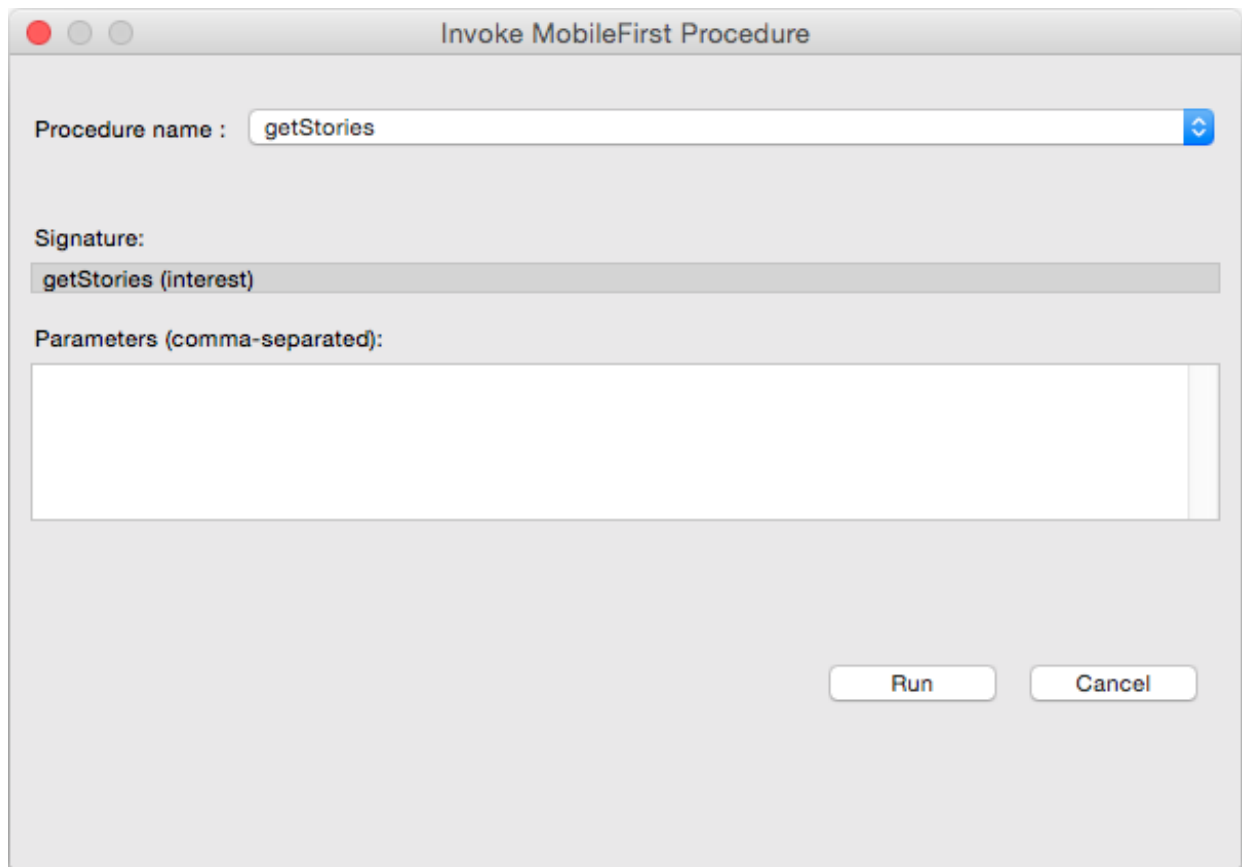 Invoke MobileFirst Procedure
Procedure name : getStories
Signature:
getStories (interest)
Parameters (comma-separated):
Run Cancel